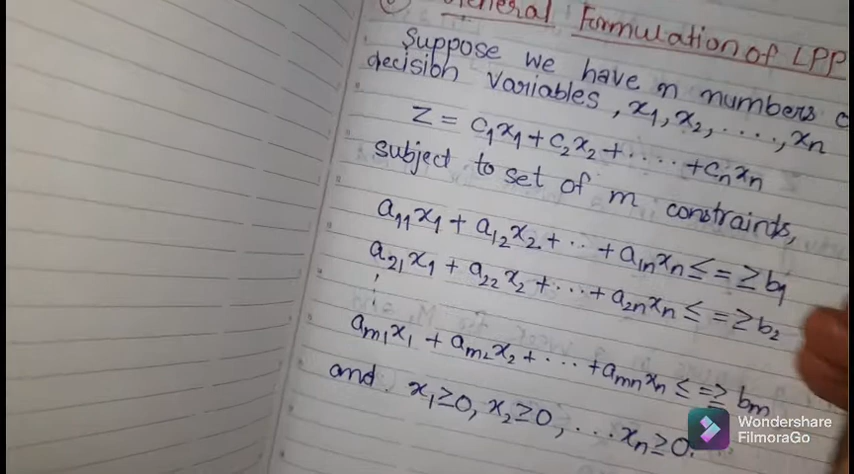 General Formulation of LPP
Suppose we have n numbers
decision variables, x₁, x₂, ....., xₙ
Z = c₁x₁ + c₂x₂ + ..... + cₙxₙ
subject to set of m constraints,
a₁₁x₁ + a₁₂x₂ + ... + a₁ₙxₙ ≤ = ≥ b₁
a₂₁x₁ + a₂₂x₂ + ... + a₂ₙxₙ ≤ = ≥ b₂
⋮
aₘ₁x₁ + aₘ₂x₂ + ... + aₘₙxₙ ≤ = ≥ bₘ
and x₁ ≥ 0, x₂ ≥ 0, ... xₙ ≥ 0.
Wondershare
FilmoraGo